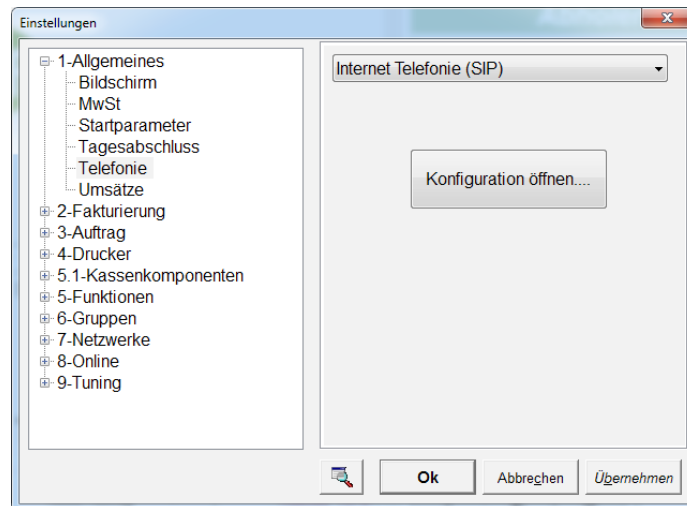 Einstellungen
1-Allgemeines
Bildschirm
MwSt
Startparameter
Tagesabschluss
Telefonie
Umsätze
2-Fakturierung
3-Auftrag
4-Drucker
5.1-Kassenkomponenten
5-Funktionen
6-Gruppen
7-Netzwerke
8-Online
9-Tuning
Internet Telefonie (SIP)
Konfiguration öffnen....
Ok
Abbrechen
Übernehmen